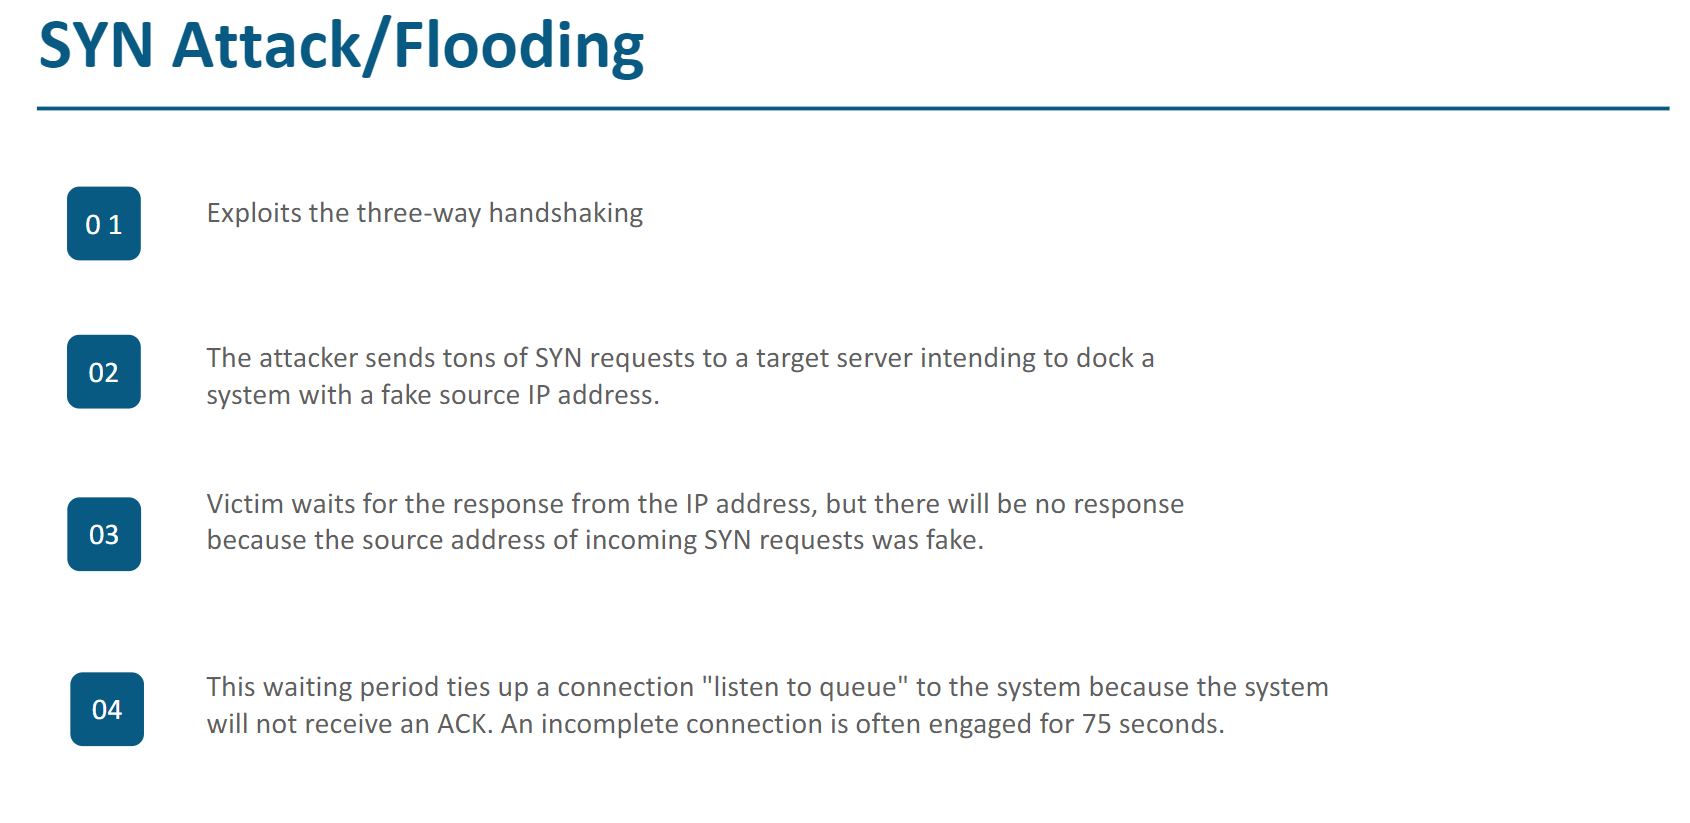 SYN Attack/Flooding
0 1
Exploits the three-way handshaking
02
The attacker sends tons of SYN requests to a target server intending to dock a
system with a fake source IP address.
03
Victim waits for the response from the IP address, but there will be no response
because the source address of incoming SYN requests was fake.
04
This waiting period ties up a connection "listen to queue" to the system because the system
will not receive an ACK. An incomplete connection is often engaged for 75 seconds.